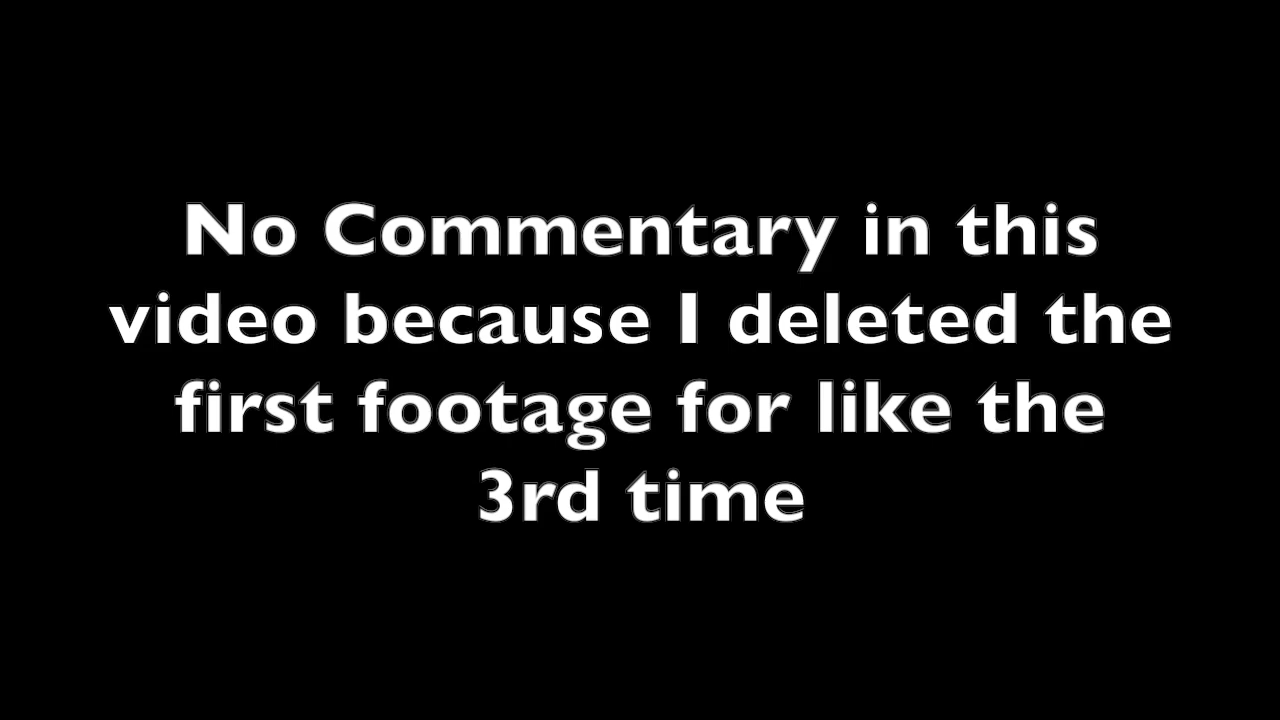 No Commentary in this
video because I deleted the
first footage for like the
3rd time